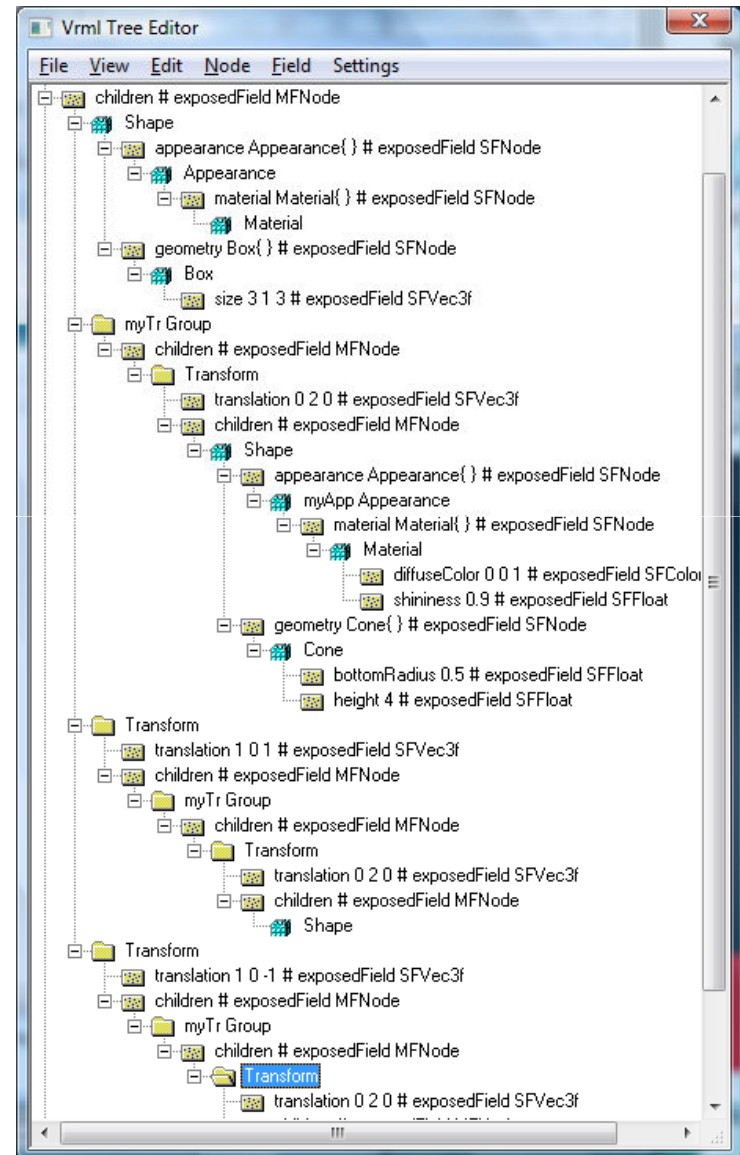 Vrml Tree Editor
File View Edit Node Field Settings
children # exposedField MFNode
Shape
appearance Appearance{ } # exposedField SFNode
Appearance
material Material{ } # exposedField SFNode
Material
geometry Box{ } # exposedField SFNode
Box
size 3 1 3 # exposedField SFVec3f
myTr Group
children # exposedField MFNode
Transform
translation 0 2 0 # exposedField SFVec3f
children # exposedField MFNode
Shape
appearance Appearance{ } # exposedField SFNode
myApp Appearance
material Material{ } # exposedField SFNode
Material
diffuseColor 0 0 1 # exposedField SFColor
shininess 0.9 # exposedField SFFloat
geometry Cone{ } # exposedField SFNode
Cone
bottomRadius 0.5 # exposedField SFFloat
height 4 # exposedField SFFloat
Transform
translation 1 0 1 # exposedField SFVec3f
children # exposedField MFNode
myTr Group
children # exposedField MFNode
Transform
translation 0 2 0 # exposedField SFVec3f
children # exposedField MFNode
Shape
Transform
translation 1 0 -1 # exposedField SFVec3f
children # exposedField MFNode
myTr Group
children # exposedField MFNode
Transform
translation 0 2 0 # exposedField SFVec3f